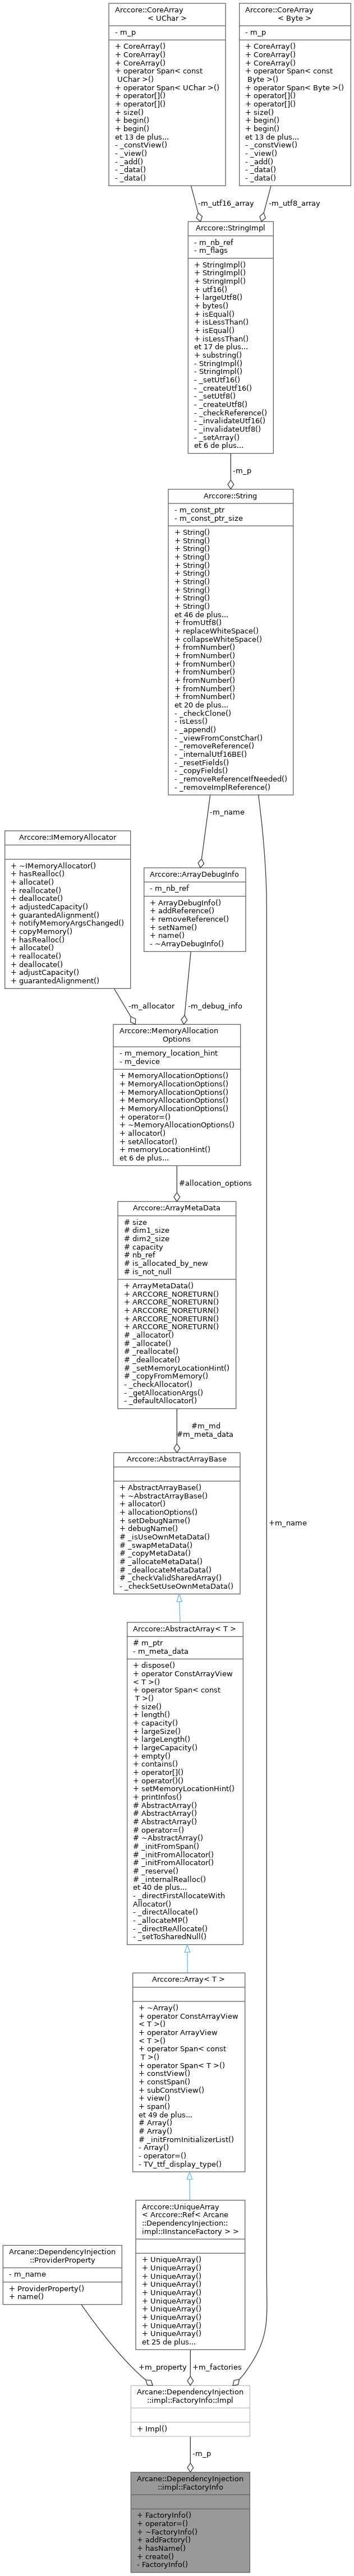 Arccore::CoreArray
< UChar >
- m_p
+ CoreArray()
+ CoreArray()
+ CoreArray()
+ operator Span< const
UChar >()
+ operator Span< UChar >()
+ operator[]()
+ operator[]()
+ size()
+ begin()
+ begin()
et 13 de plus...
- _constView()
- _view()
- _add()
- _data()
- _data()
Arccore::CoreArray
< Byte >
- m_p
+ CoreArray()
+ CoreArray()
+ CoreArray()
+ operator Span< const
Byte >()
+ operator Span< Byte >()
+ operator[]()
+ operator[]()
+ size()
+ begin()
+ begin()
et 13 de plus...
- _constView()
- _view()
- _add()
- _data()
- _data()
-m_utf16_array
-m_utf8_array
Arccore::StringImpl
- m_nb_ref
- m_flags
+ StringImpl()
+ StringImpl()
+ StringImpl()
+ utf16()
+ largeUtf8()
+ bytes()
+ isEqual()
+ isLessThan()
+ isEqual()
+ isLessThan()
et 17 de plus...
+ substring()
- StringImpl()
- StringImpl()
- _setUtf16()
- _createUtf16()
- _setUtf8()
- _createUtf8()
- _checkReference()
- _invalidateUtf16()
- _invalidateUtf8()
- _setArray()
et 6 de plus...
-m_p
Arccore::String
- m_const_ptr
- m_const_ptr_size
+ String()
+ String()
+ String()
+ String()
+ String()
+ String()
+ String()
+ String()
+ String()
+ String()
et 46 de plus...
+ fromUtf8()
+ replaceWhiteSpace()
+ collapseWhiteSpace()
+ fromNumber()
+ fromNumber()
+ fromNumber()
+ fromNumber()
+ fromNumber()
+ fromNumber()
+ fromNumber()
et 20 de plus...
- _checkClone()
- isLess()
- _append()
- _viewFromConstChar()
- _removeReference()
- _internalUtf16BE()
- _resetFields()
- _copyFields()
- _removeReferenceIfNeeded()
- _removeImplReference()
-m_name
Arccore::IMemoryAllocator
+ ~IMemoryAllocator()
+ hasRealloc()
+ allocate()
+ reallocate()
+ deallocate()
+ adjustedCapacity()
+ guarantedAlignment()
+ notifyMemoryArgsChanged()
+ copyMemory()
+ hasRealloc()
+ allocate()
+ reallocate()
+ deallocate()
+ adjustCapacity()
+ guarantedAlignment()
Arccore::ArrayDebugInfo
- m_nb_ref
+ ArrayDebugInfo()
+ addReference()
+ removeReference()
+ setName()
+ name()
- ~ArrayDebugInfo()
-m_allocator
-m_debug_info
Arccore::MemoryAllocation
Options
- m_memory_location_hint
- m_device
+ MemoryAllocationOptions()
+ MemoryAllocationOptions()
+ MemoryAllocationOptions()
+ MemoryAllocationOptions()
+ MemoryAllocationOptions()
+ operator=()
+ ~MemoryAllocationOptions()
+ allocator()
+ setAllocator()
+ memoryLocationHint()
et 6 de plus...
#allocation_options
Arccore::ArrayMetaData
# size
# dim1_size
# dim2_size
# capacity
# nb_ref
# is_allocated_by_new
# is_not_null
+ ArrayMetaData()
+ ARCCORE_NORETURN()
+ ARCCORE_NORETURN()
+ ARCCORE_NORETURN()
+ ARCCORE_NORETURN()
+ ARCCORE_NORETURN()
# _allocator()
# _allocate()
# _reallocate()
# _deallocate()
# _setMemoryLocationHint()
# _copyFromMemory()
- _checkAllocator()
- _getAllocationArgs()
- _defaultAllocator()
#m_md
#m_meta_data
Arccore::AbstractArrayBase
+ AbstractArrayBase()
+ ~AbstractArrayBase()
+ allocator()
+ allocationOptions()
+ setDebugName()
+ debugName()
# _isUseOwnMetaData()
# _swapMetaData()
# _copyMetaData()
# _allocateMetaData()
# _deallocateMetaData()
# _checkValidSharedArray()
- _checkSetUseOwnMetaData()
+m_name
Arccore::AbstractArray< T >
# m_ptr
- m_meta_data
+ dispose()
+ operator ConstArrayView
< T >()
+ operator Span< const
T >()
+ size()
+ length()
+ capacity()
+ largeSize()
+ largeLength()
+ largeCapacity()
+ empty()
+ contains()
+ operator[]()
+ operator()()
+ setMemoryLocationHint()
+ printInfos()
# AbstractArray()
# AbstractArray()
# AbstractArray()
# operator=()
# ~AbstractArray()
# _initFromSpan()
# _initFromAllocator()
# _initFromAllocator()
# _reserve()
# _internalRealloc()
et 40 de plus...
- _directFirstAllocateWith
Allocator()
- _directAllocate()
- _allocateMP()
- _directReAllocate()
- _setToSharedNull()
Arccore::Array< T >
+ ~Array()
+ operator ConstArrayView
< T >()
+ operator ArrayView
< T >()
+ operator Span< const
T >()
+ operator Span< T >()
+ constView()
+ constSpan()
+ subConstView()
+ view()
+ span()
et 49 de plus...
# Array()
# Array()
# _initFromInitializerList()
- Array()
- operator=()
- TV_ttf_display_type()
Arccore::UniqueArray
< Arccore::Ref< Arcane
::DependencyInjection::
impl::IInstanceFactory > >
+ UniqueArray()
+ UniqueArray()
+ UniqueArray()
+ UniqueArray()
+ UniqueArray()
+ UniqueArray()
+ UniqueArray()
+ UniqueArray()
+ UniqueArray()
+ UniqueArray()
et 25 de plus...
Arcane::DependencyInjection
::ProviderProperty
- m_name
+ ProviderProperty()
+ name()
+m_property
+m_factories
Arcane::DependencyInjection
::impl::FactoryInfo::Impl
+ Impl()
-m_p
Arcane::DependencyInjection
::impl::FactoryInfo
+ FactoryInfo()
+ operator=()
+ ~FactoryInfo()
+ addFactory()
+ hasName()
+ create()
- FactoryInfo()